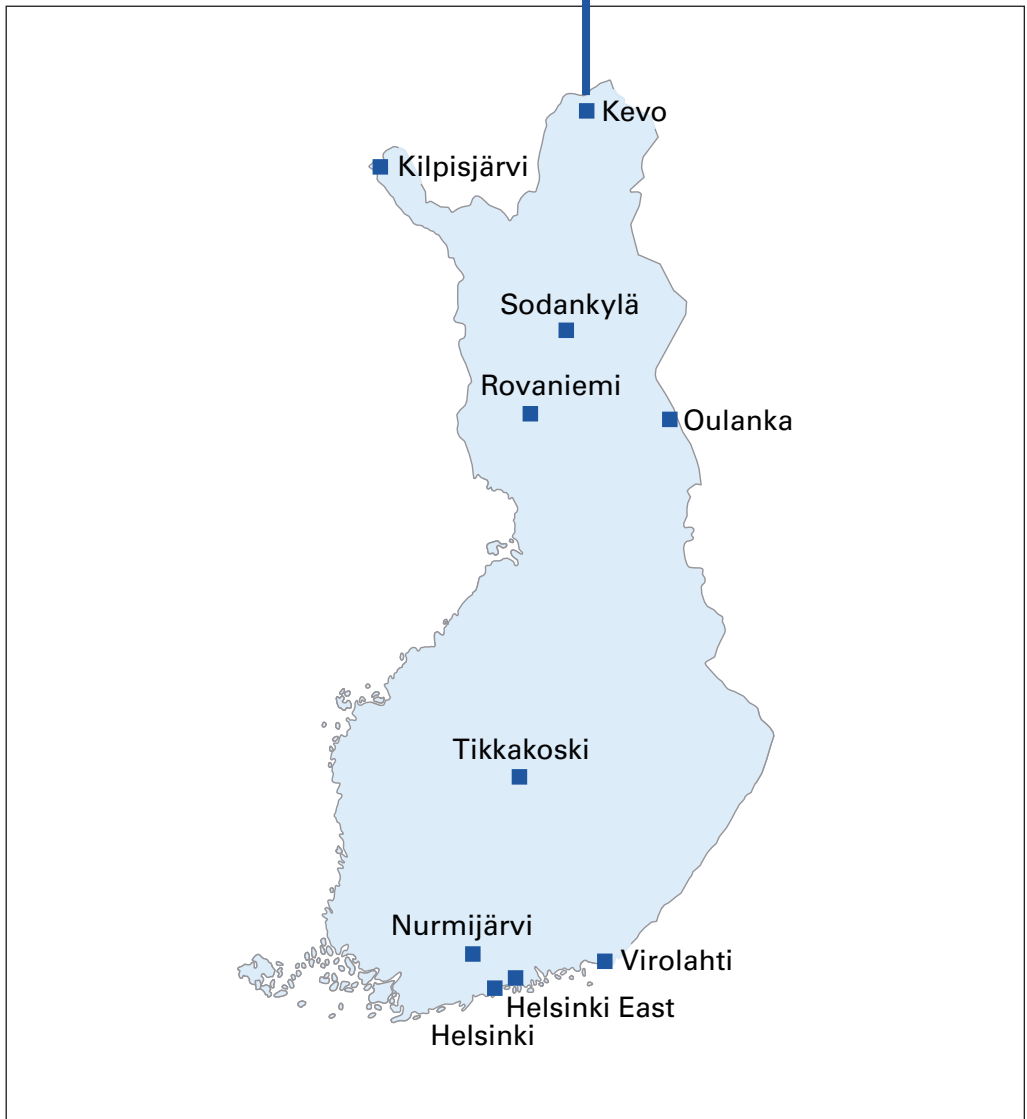 Kevo
Kilpisjärvi
Sodankylä
Rovaniemi
Oulanka
Tikkakoski
Nurmijärvi
Virolahti
Helsinki East
Helsinki